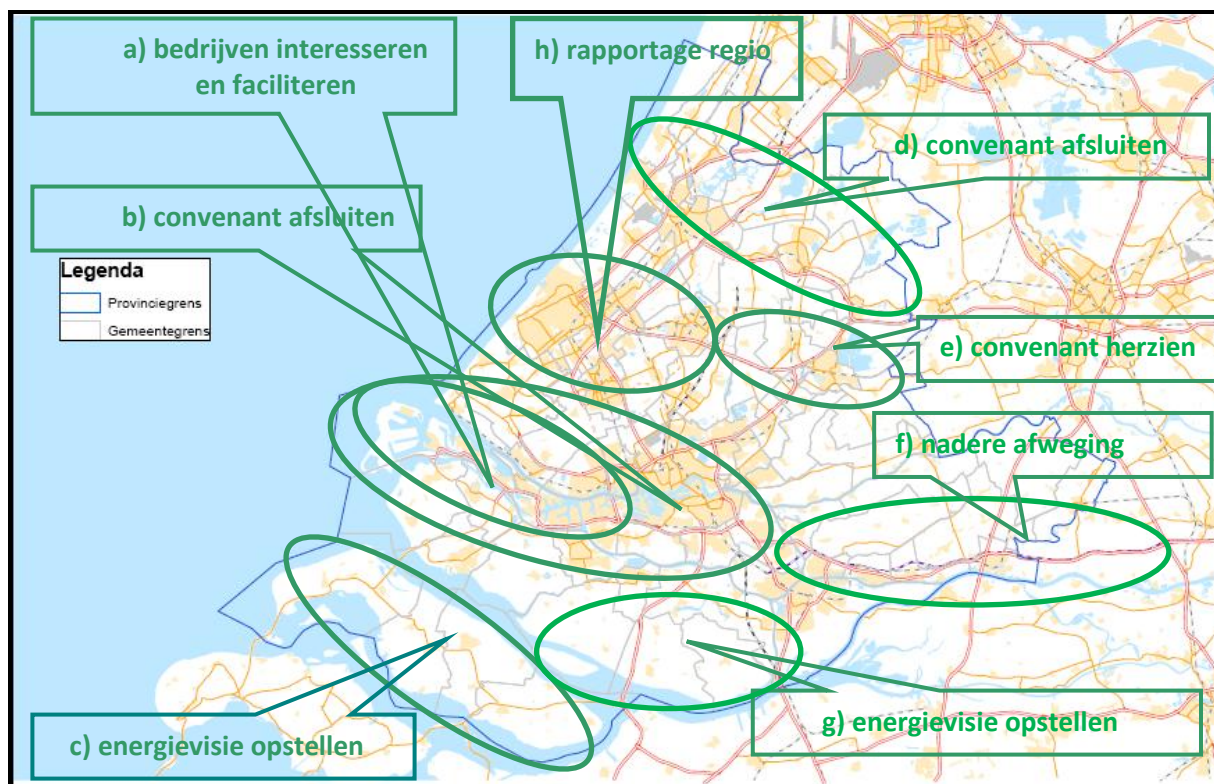 a) bedrijven interesseren
en faciliteren
h) rapportage regio
d) convenant afsluiten
b) convenant afsluiten
Legenda
Provinciegrens
Gemeentegrens
e) convenant herzien
f) nadere afweging
g) energievisie opstellen
c) energievisie opstellen